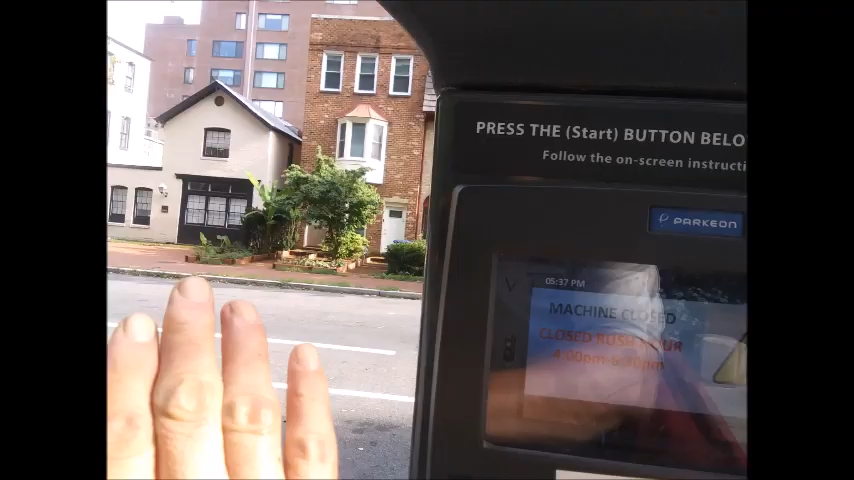 PRESS THE (Start) BUTTON BELO
Follow the on-screen instructi
PARKEON
05:37 PM
MACHINE CLOSED
CLOSED RUSH HOUR
4:00pm-6:30pm